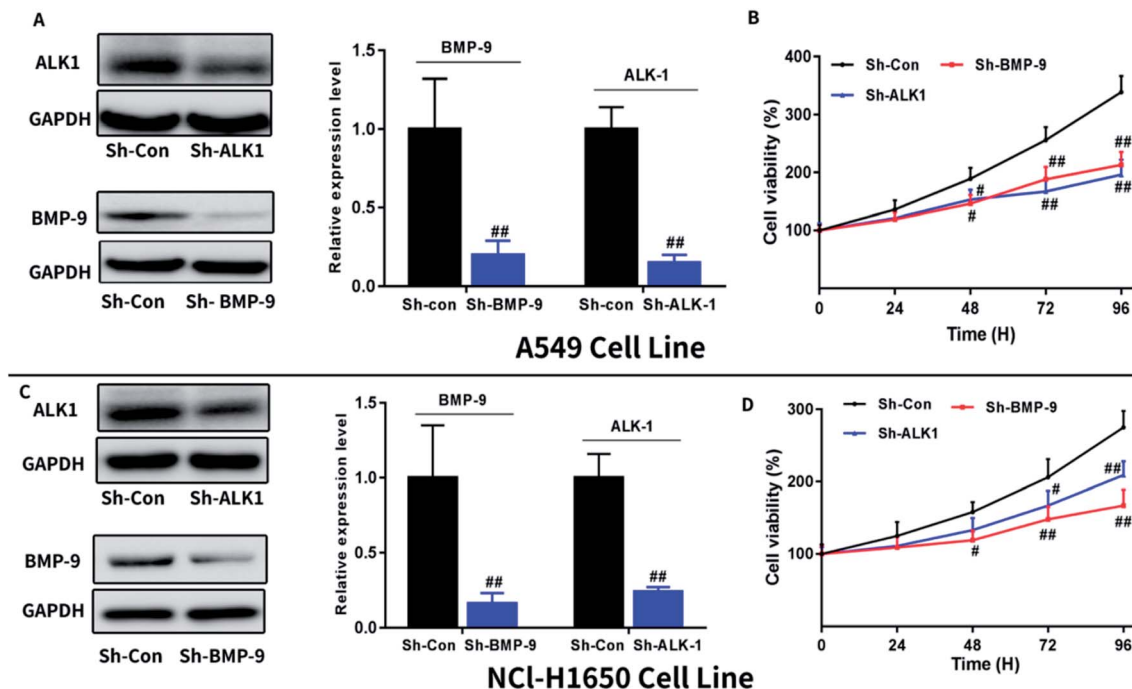 A
ALK1
GAPDH
Sh-Con Sh-ALK1
BMP-9
GAPDH
Sh-Con Sh- BMP-9
Relative expression level
1.5
1.0
0.5
0.0
BMP-9
ALK-1
##
##
Sh-con Sh-BMP-9 Sh-con Sh-ALK-1
B
Sh-Con Sh-BMP-9
Sh-ALK1
Cell viability (%)
400
300
200
100
#
#
##
##
##
##
0 24 48 72 96
Time (H)
A549 Cell Line
C
ALK1
GAPDH
Sh-Con Sh-ALK1
BMP-9
GAPDH
Sh-Con Sh-BMP-9
Relative expression level
1.5
1.0
0.5
0.0
BMP-9
ALK-1
##
##
Sh-Con Sh-BMP-9 Sh-Con Sh-ALK-1
D
Sh-Con Sh-BMP-9
Sh-ALK1
Cell viability (%)
300
200
100
#
#
##
##
##
0 24 48 72 96
Time (H)
NCl-H1650 Cell Line